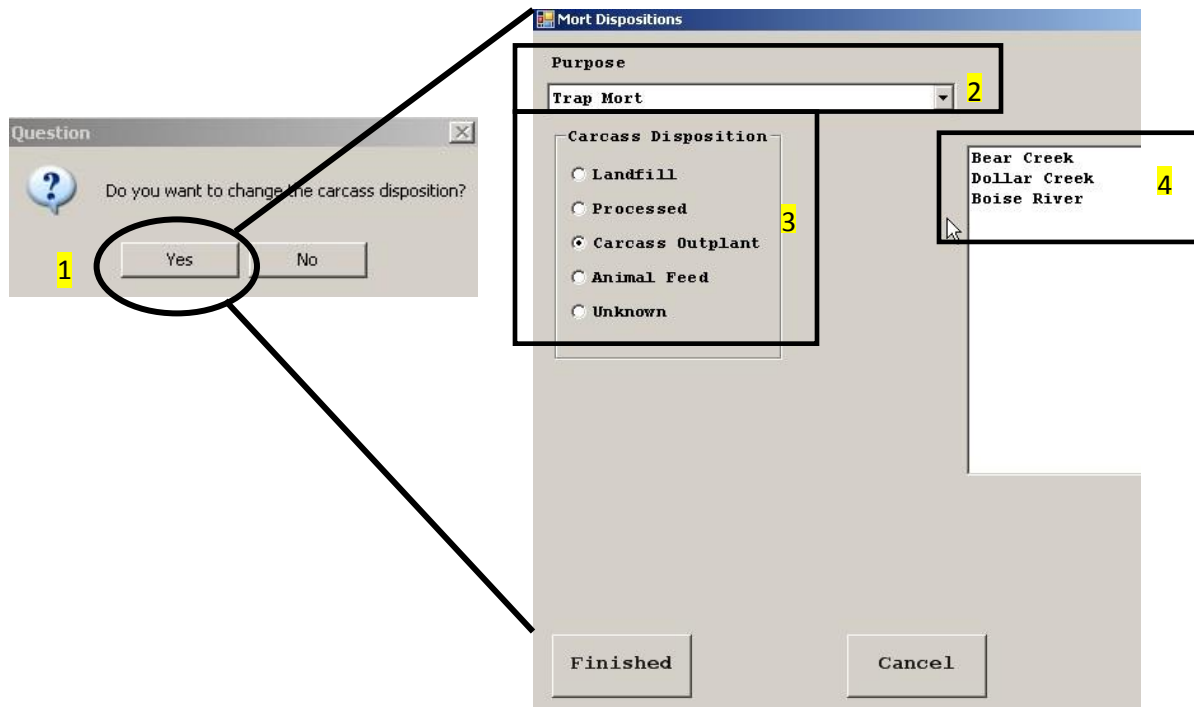 Question
Do you want to change the carcass disposition?
1
Yes
No
Mort Dispositions
Purpose
Trap Mort
2
Carcass Disposition
Landfill
Processed
Carcass Outplant
Animal Feed
Unknown
3
Bear Creek
Dollar Creek
Boise River
4
Finished
Cancel